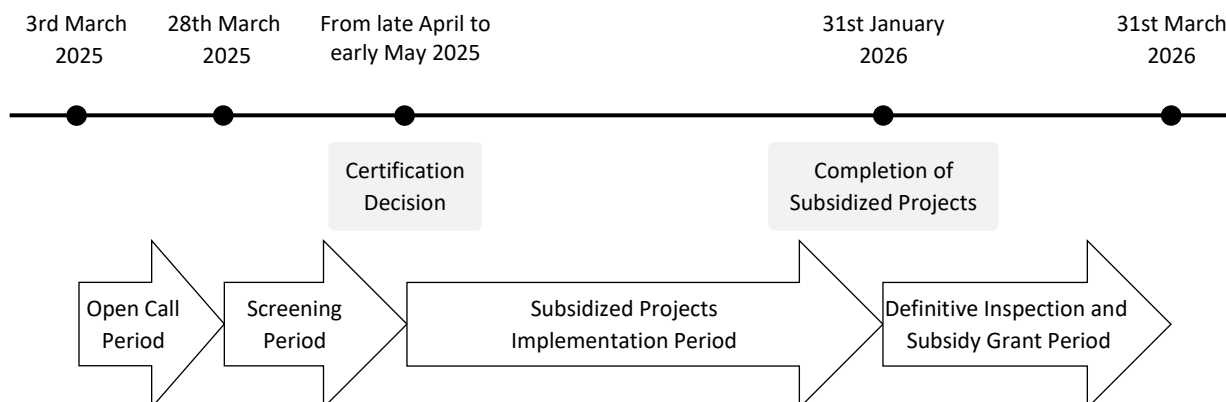 3rd March
2025
28th March
2025
From late April to
early May 2025
31st January
2026
31st March
2026
Certification
Decision
Completion of
Subsidized Projects
Open Call
Period
Screening
Period
Subsidized Projects
Implementation Period
Definitive Inspection and
Subsidy Grant Period